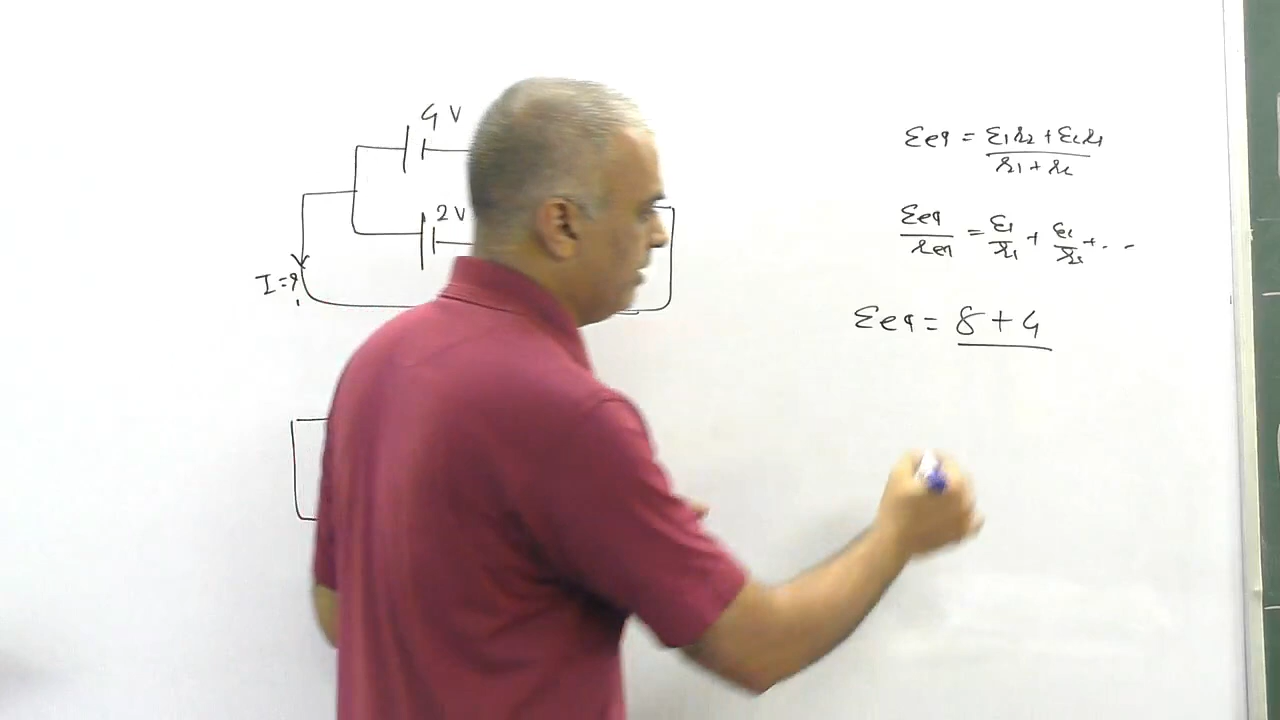 4 V
2 V
I = ?
εeq = ε1r2 + ε2r1
r1 + r2
εeq / req = ε1 / r1 + ε2 / r2 + ...
εeq = 8 + 4